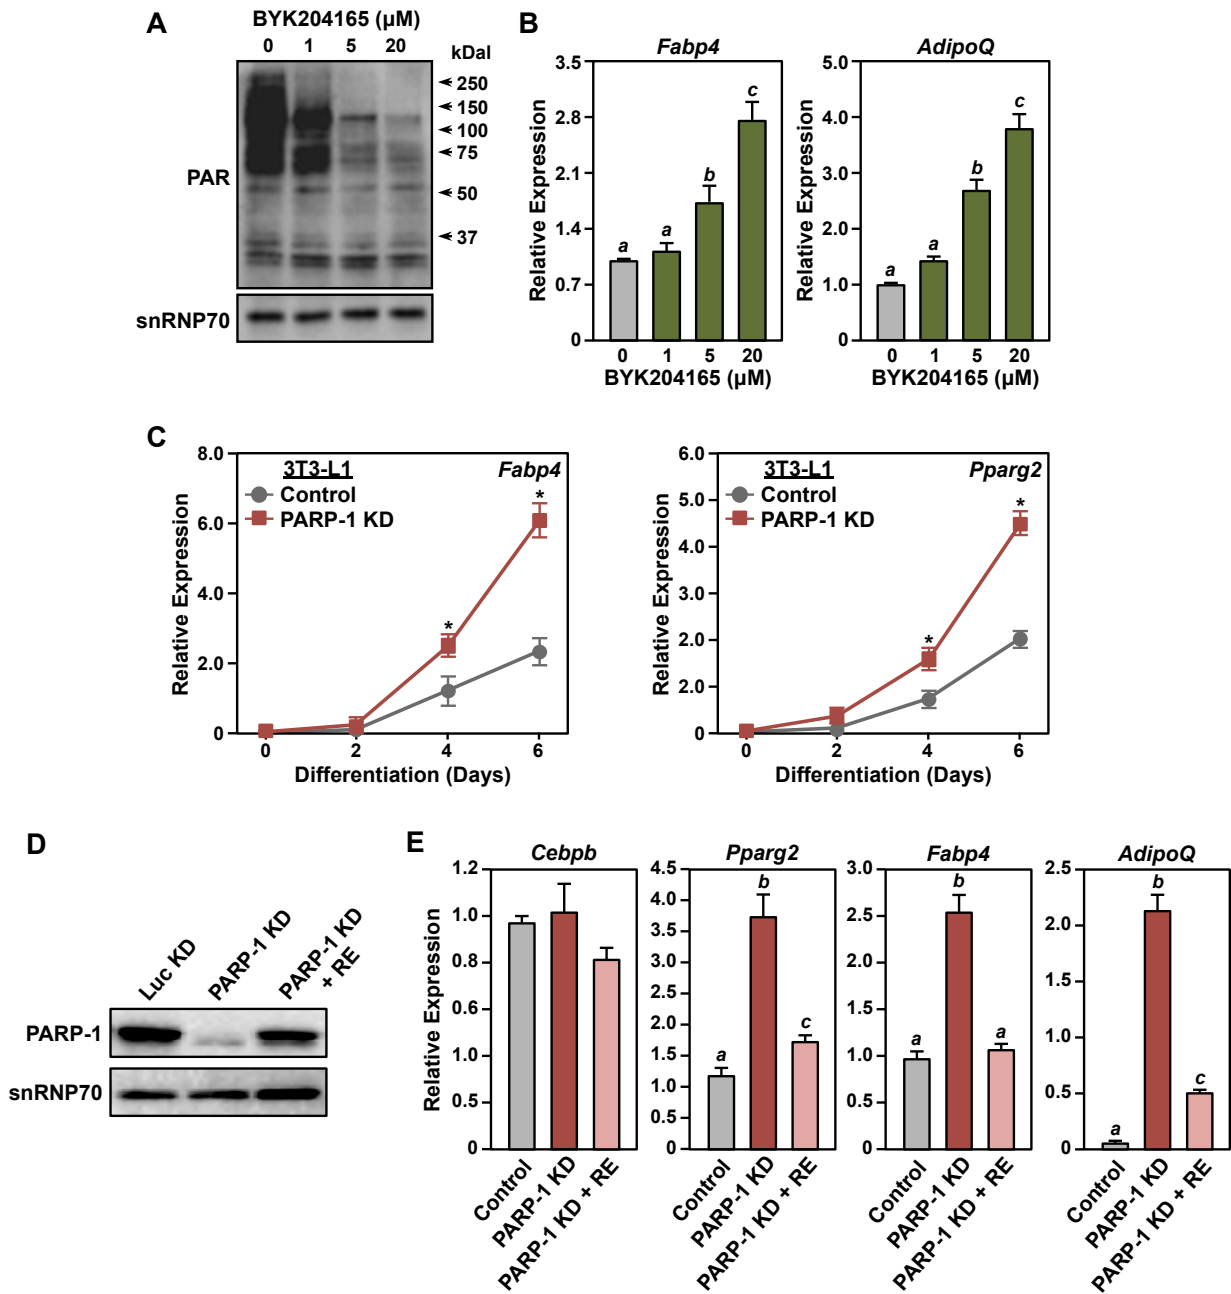 A
BYK204165 (µM)
0 1 5 20
kDal
250
150
100
75
50
37
PAR
snRNP70
B
Fabp4
Relative Expression
3.5
2.8
2.1
1.4
0.7
0
a a b c
0 1 5 20
BYK204165 (µM)
AdipoQ
Relative Expression
5.0
4.0
3.0
2.0
1.0
0
a a b c
0 1 5 20
BYK204165 (µM)
C
Relative Expression
8.0
6.0
4.0
2.0
0
3T3-L1
Control
PARP-1 KD
Fabp4
* *
0 2 4 6
Differentiation (Days)
Relative Expression
6.0
5.0
4.0
2.0
2.0
0
3T3-L1
Control
PARP-1 KD
Pparg2
* *
0 2 4 6
Differentiation (Days)
D
Luc KD
PARP-1 KD
PARP-1 KD
+ RE
PARP-1
snRNP70
E
Relative Expression
Cebpb
1.2
1.0
0.8
0.6
1.0
0.5
0
Control
PARP-1 KD
PARP-1 KD + RE
Pparg2
4.5
4.0
3.5
3.0
2.5
2.0
1.5
1.0
0.5
0
a b c
Control
PARP-1 KD
PARP-1 KD + RE
Fabp4
3.0
2.5
2.0
1.5
1.0
0.5
0
a b a
Control
PARP-1 KD
PARP-1 KD + RE
AdipoQ
2.5
2.0
1.5
1.0
0.5
0
a b c
Control
PARP-1 KD
PARP-1 KD + RE